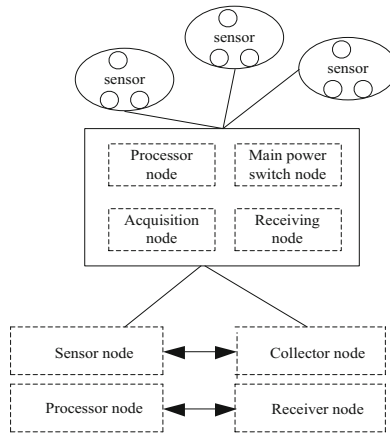 sensor
sensor
sensor
Processor
node
Main power
switch node
Acquisition
node
Receiving
node
Sensor node
Collector node
Processor node
Receiver node